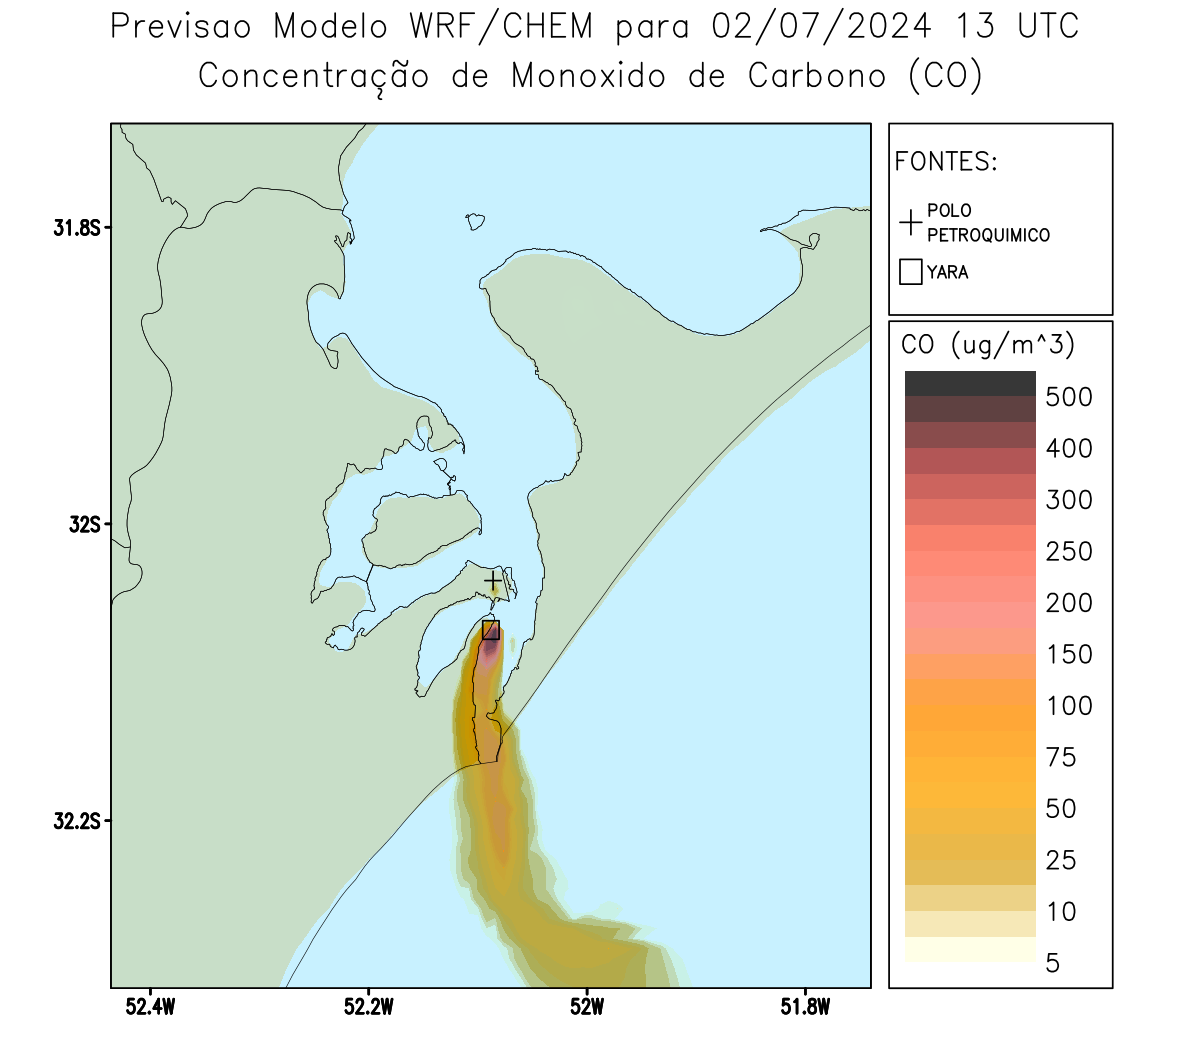 Previsao Modelo WRF/CHEM para 02/07/2024 13 UTC
Concentração de Monoxido de Carbono (CO)
FONTES:
POLO
PETROQUIMICO
YARA
CO (ug/m^3)
500
400
300
250
200
150
100
75
50
25
10
5
31.8S
32S
32.2S
52.4W
52.2W
52W
51.8W